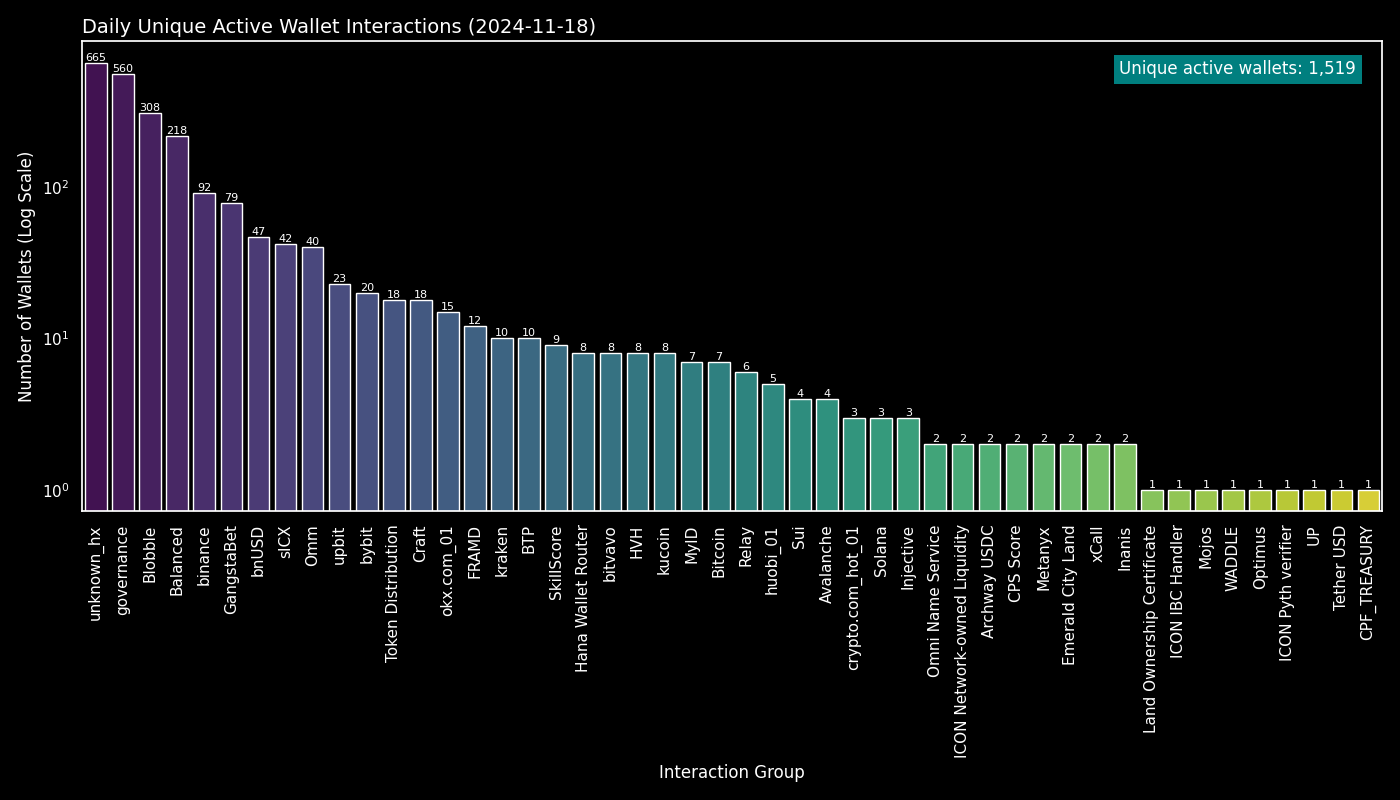 Daily Unique Active Wallet Interactions (2024-11-18)
Unique active wallets: 1,519
Number of Wallets (Log Scale)
10²
10¹
10⁰
665
560
308
218
92
79
47
42
40
23
20
18
18
15
12
10
10
9
8
8
8
8
7
7
6
5
4
4
3
3
3
2
2
2
2
2
2
2
2
1
1
1
1
1
1
1
1
1
unknown_hx
governance
Blobble
Balanced
binance
GangstaBet
bnUSD
sICX
Omm
upbit
bybit
Token Distribution
Craft
okx.com_01
FRAMD
kraken
BTP
SkillScore
Hana Wallet Router
bitvavo
HVH
kucoin
MyID
Bitcoin
Relay
huobi_01
Sui
Avalanche
crypto.com_hot_01
Solana
Injective
Omni Name Service
ICON Network-owned Liquidity
Archway USDC
CPS Score
Metanyx
Emerald City Land
xCall
Inanis
Land Ownership Certificate
ICON IBC Handler
Mojos
WADDLE
Optimus
ICON Pyth verifier
UP
Tether USD
CPF_TREASURY
Interaction Group